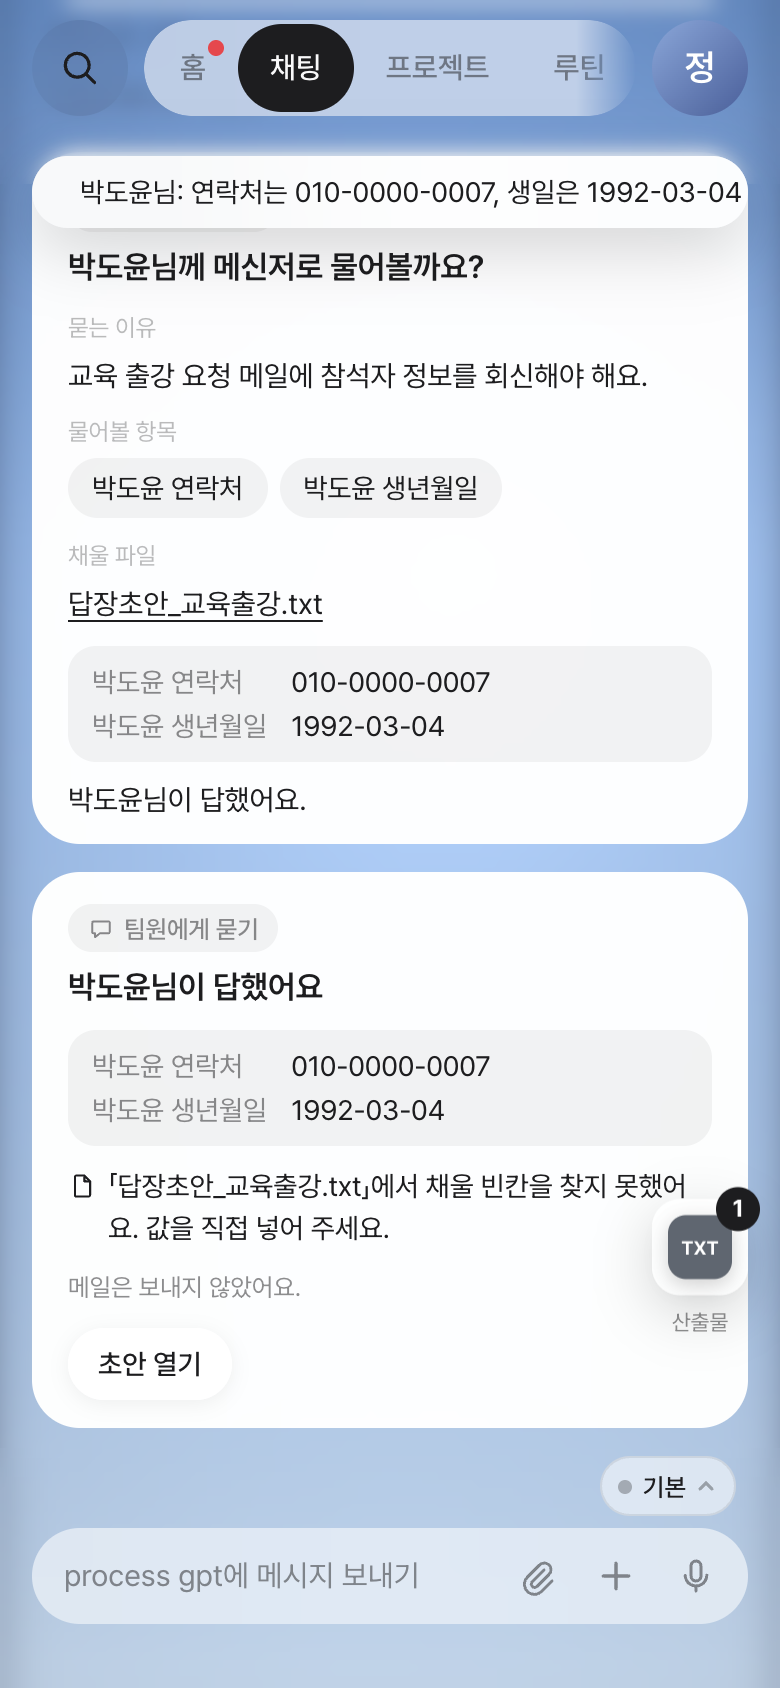 홈
채팅
프로젝트
루틴
정
박도윤님: 연락처는 010-0000-0007, 생일은 1992-03-04
박도윤님께 메신저로 물어볼까요?
묻는 이유
교육 출강 요청 메일에 참석자 정보를 회신해야 해요.
물어볼 항목
박도윤 연락처
박도윤 생년월일
채울 파일
답장초안_교육출강.txt
박도윤 연락처 010-0000-0007
박도윤 생년월일 1992-03-04
박도윤님이 답했어요.
팀원에게 묻기
박도윤님이 답했어요
박도윤 연락처 010-0000-0007
박도윤 생년월일 1992-03-04
「답장초안_교육출강.txt」에서 채울 빈칸을 찾지 못했어
요. 값을 직접 넣어 주세요.
1
TXT
산출물
메일은 보내지 않았어요.
초안 열기
기본
process gpt에 메시지 보내기